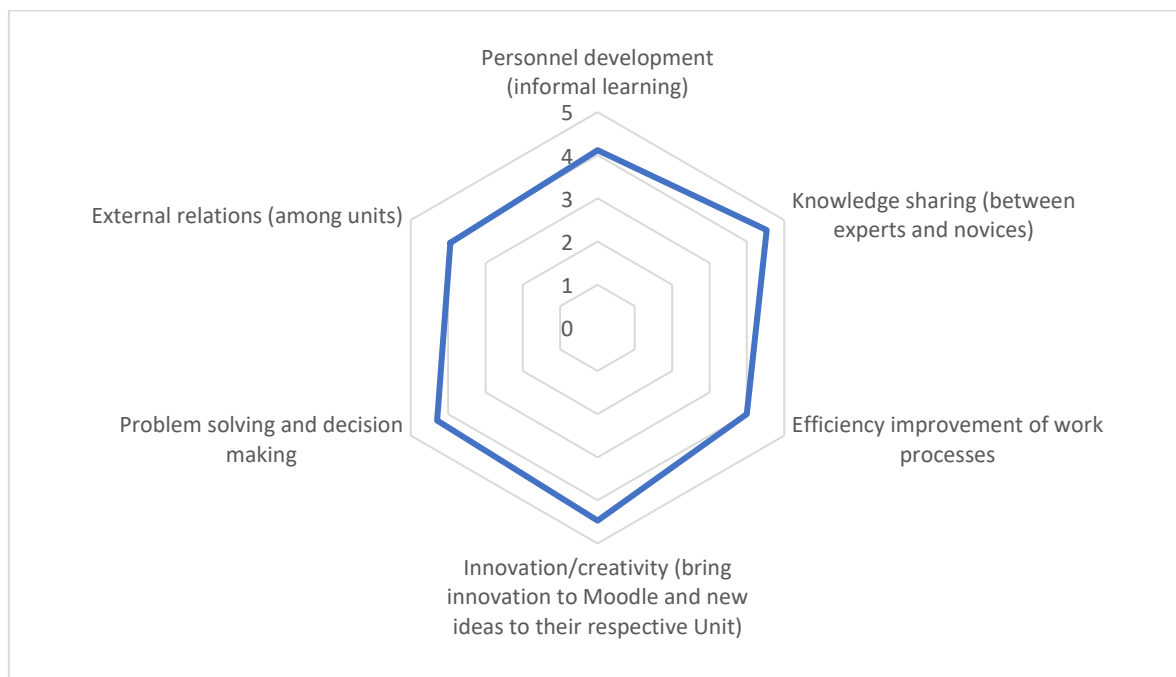 Personnel development
(informal learning)
5
4
3
2
1
0
Knowledge sharing (between
experts and novices)
Efficiency improvement of work
processes
Innovation/creativity (bring
innovation to Moodle and new
ideas to their respective Unit)
Problem solving and decision
making
External relations (among units)